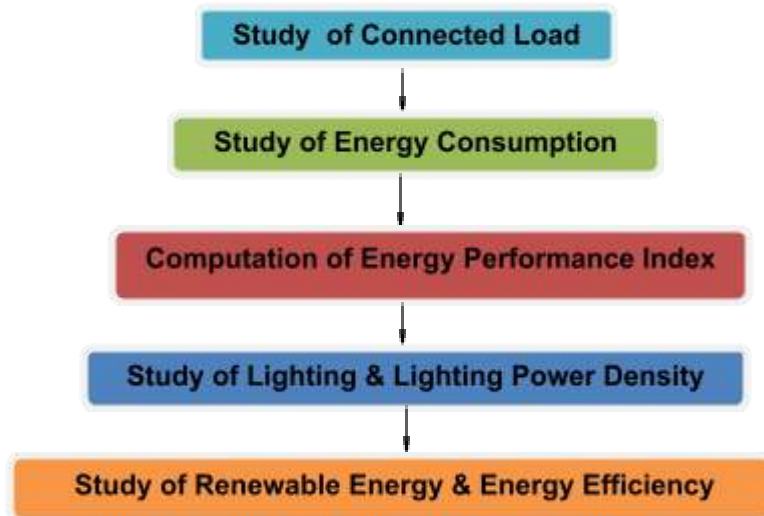 Study of Connected Load
Study of Energy Consumption
Computation of Energy Performance Index
Study of Lighting & Lighting Power Density
Study of Renewable Energy & Energy Efficiency